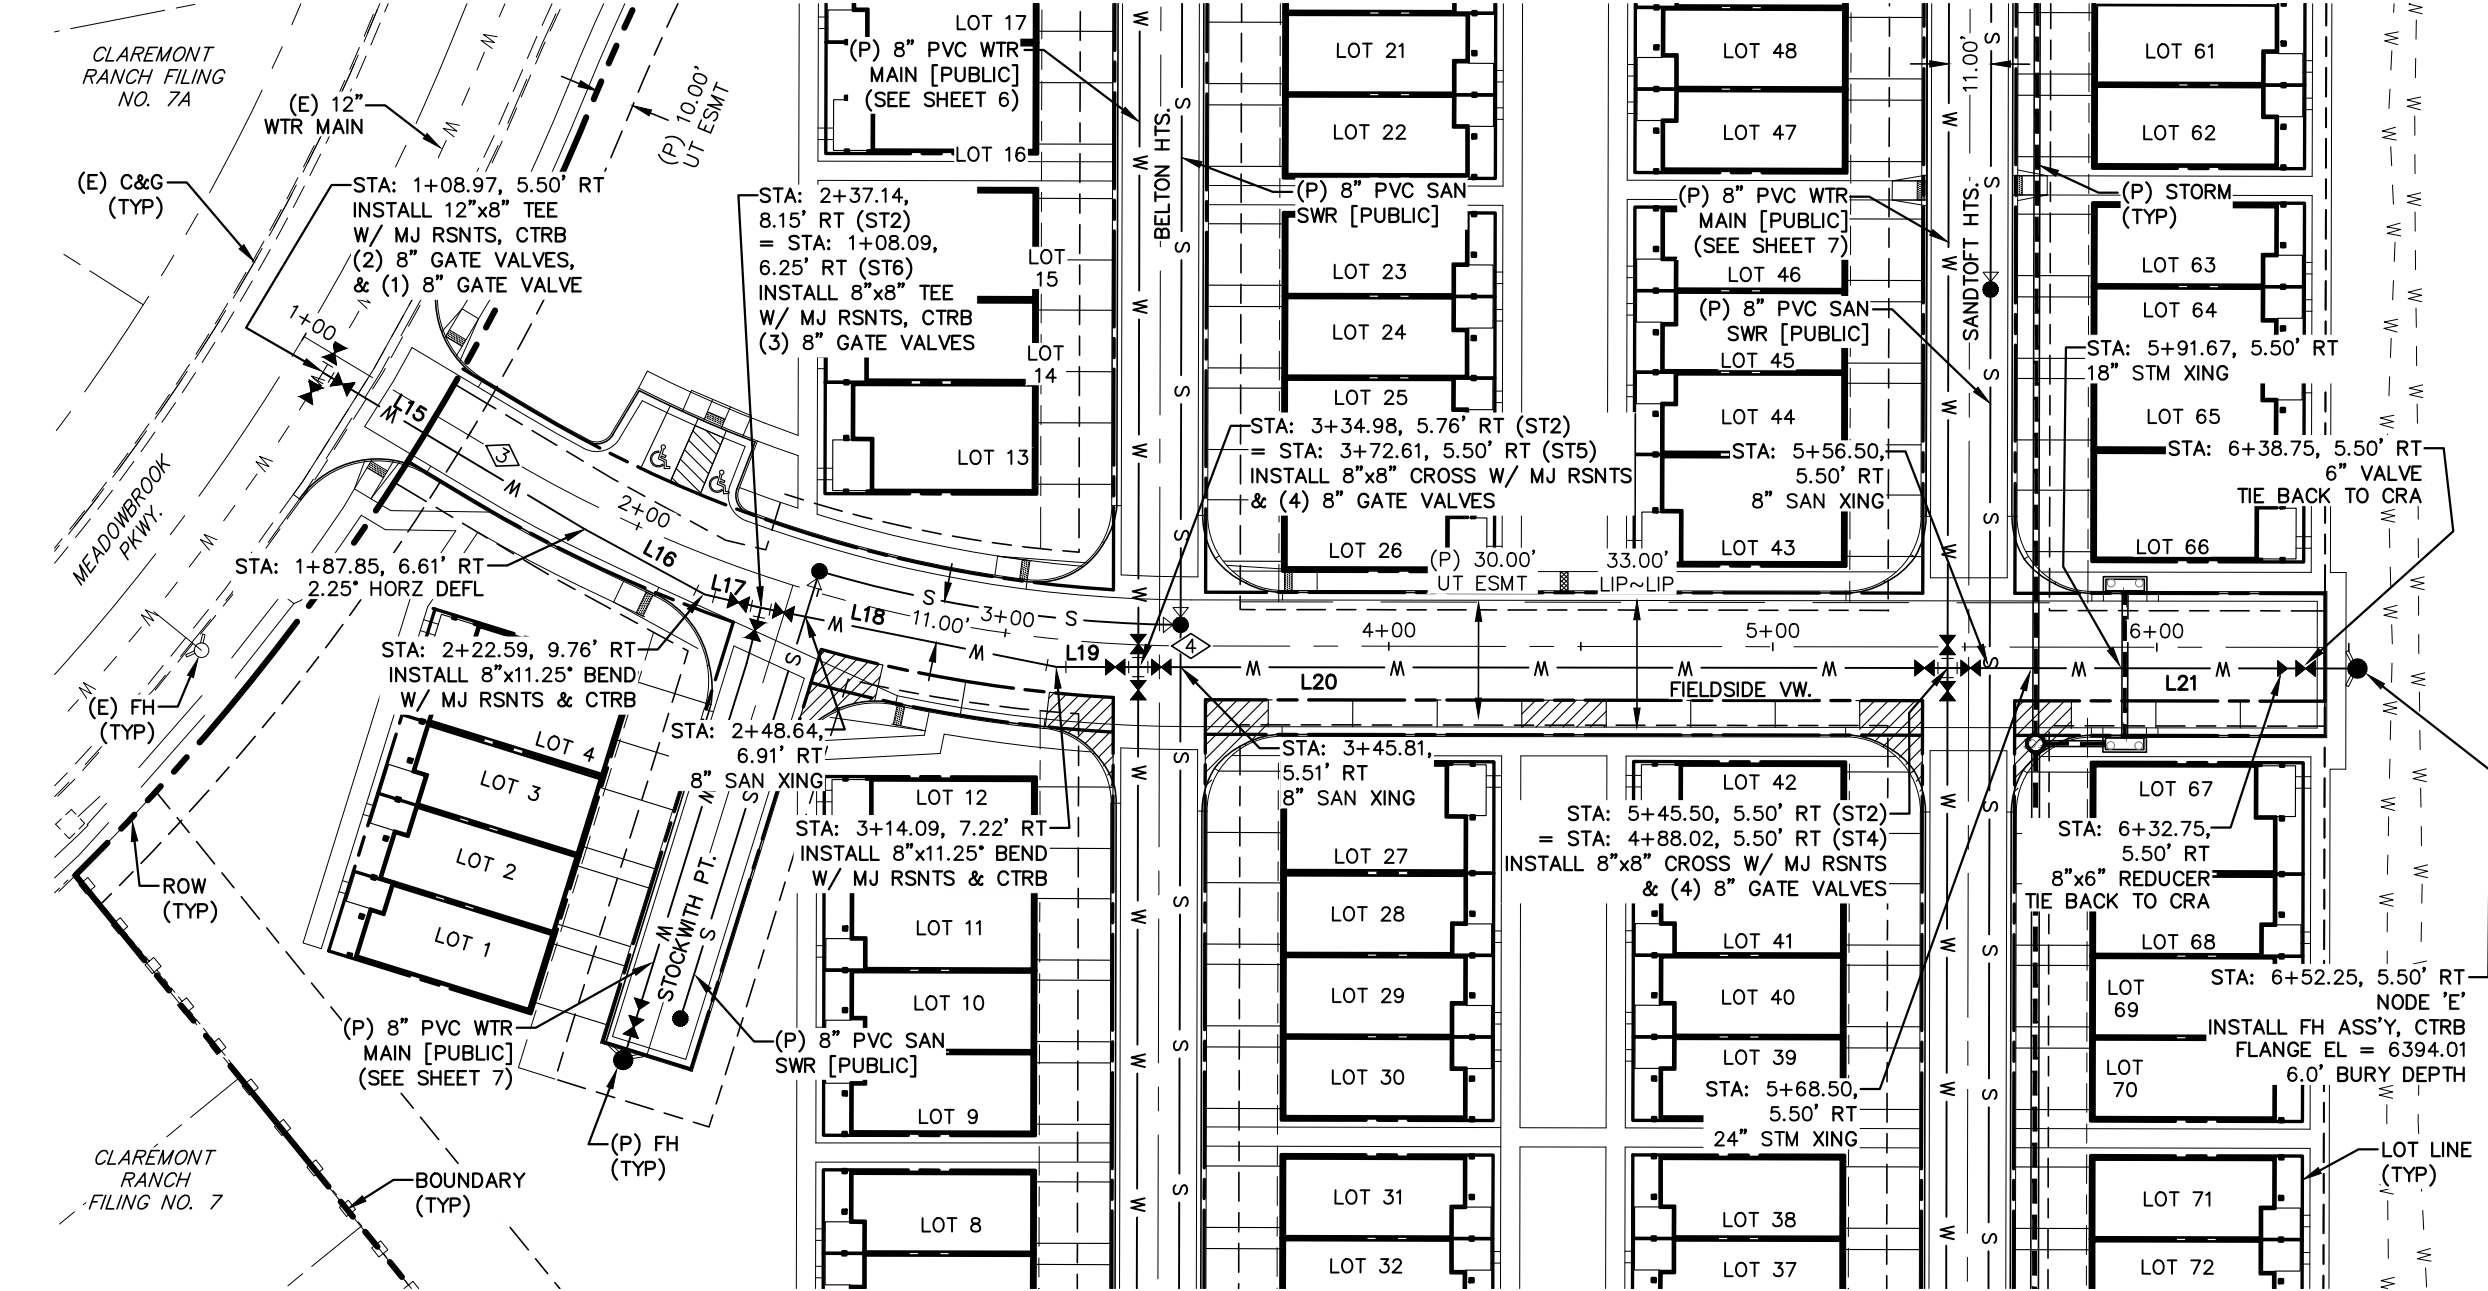 CLAREMONT
RANCH FILING
NO. 7A
(E) 12"
WTR MAIN
(E) C&G
(TYP)
(P) 10.00'
UT ESMT
STA: 1+08.97, 5.50' RT
INSTALL 12"x8" TEE
W/ MJ RSNTS, CTRB
(2) 8" GATE VALVES,
& (1) 8" GATE VALVE
1+00
STA: 2+37.14,
8.15' RT (ST2)
= STA: 1+08.09,
6.25' RT (ST6)
INSTALL 8"x8" TEE
W/ MJ RSNTS, CTRB
(3) 8" GATE VALVES
LOT 17
(P) 8" PVC WTR
MAIN [PUBLIC]
(SEE SHEET 6)
LOT 16
LOT
15
LOT
14
LOT 13
BELTON HTS.
(P) 8" PVC SAN
SWR [PUBLIC]
LOT 21
LOT 22
LOT 23
LOT 24
LOT 25
LOT 26
STA: 3+34.98, 5.76' RT (ST2)
= STA: 3+72.61, 5.50' RT (ST5)
INSTALL 8"x8" CROSS W/ MJ RSNTS
& (4) 8" GATE VALVES
(P) 30.00'
UT ESMT
33.00'
LIP~LIP
LOT 48
LOT 47
(P) 8" PVC WTR
MAIN [PUBLIC]
(SEE SHEET 7)
LOT 46
(P) 8" PVC SAN
SWR [PUBLIC]
LOT 45
LOT 44
STA: 5+56.50,
5.50' RT
8" SAN XING
LOT 43
SANDTOFT HTS.
11.00'
LOT 61
LOT 62
(P) STORM
(TYP)
LOT 63
LOT 64
STA: 5+91.67, 5.50' RT
18" STM XING
LOT 65
STA: 6+38.75, 5.50' RT
6" VALVE
TIE BACK TO CRA
LOT 66
MEADOWBROOK
PKWY.
L15
3
2+00
L16
L17
L18
11.00'
3+00
L19
4
4+00
5+00
6+00
L20
FIELDSIDE VW.
L21
STA: 1+87.85, 6.61' RT
2.25° HORZ DEFL
STA: 2+22.59, 9.76' RT
INSTALL 8"x11.25° BEND
W/ MJ RSNTS & CTRB
(E) FH
(TYP)
LOT 4
LOT 3
LOT 2
LOT 1
STA: 2+48.64,
6.91' RT
8" SAN XING
STOCKWITH PT.
ROW
(TYP)
(P) 8" PVC WTR
MAIN [PUBLIC]
(SEE SHEET 7)
(P) 8" PVC SAN
SWR [PUBLIC]
(P) FH
(TYP)
BOUNDARY
(TYP)
CLAREMONT
RANCH
FILING NO. 7
LOT 12
STA: 3+14.09, 7.22' RT
INSTALL 8"x11.25° BEND
W/ MJ RSNTS & CTRB
LOT 11
LOT 10
LOT 9
LOT 8
STA: 3+45.81,
5.51' RT
8" SAN XING
LOT 27
LOT 28
LOT 29
LOT 30
LOT 31
LOT 32
LOT 42
STA: 5+45.50, 5.50' RT (ST2)
= STA: 4+88.02, 5.50' RT (ST4)
INSTALL 8"x8" CROSS W/ MJ RSNTS
& (4) 8" GATE VALVES
LOT 41
LOT 40
LOT 39
STA: 5+68.50,
5.50' RT
24" STM XING
LOT 38
LOT 37
LOT 67
STA: 6+32.75,
5.50' RT
8"x6" REDUCER
TIE BACK TO CRA
LOT 68
LOT
69
LOT
70
STA: 6+52.25, 5.50' RT
NODE 'E'
INSTALL FH ASS'Y, CTRB
FLANGE EL = 6394.01
6.0' BURY DEPTH
LOT LINE
(TYP)
LOT 71
LOT 72